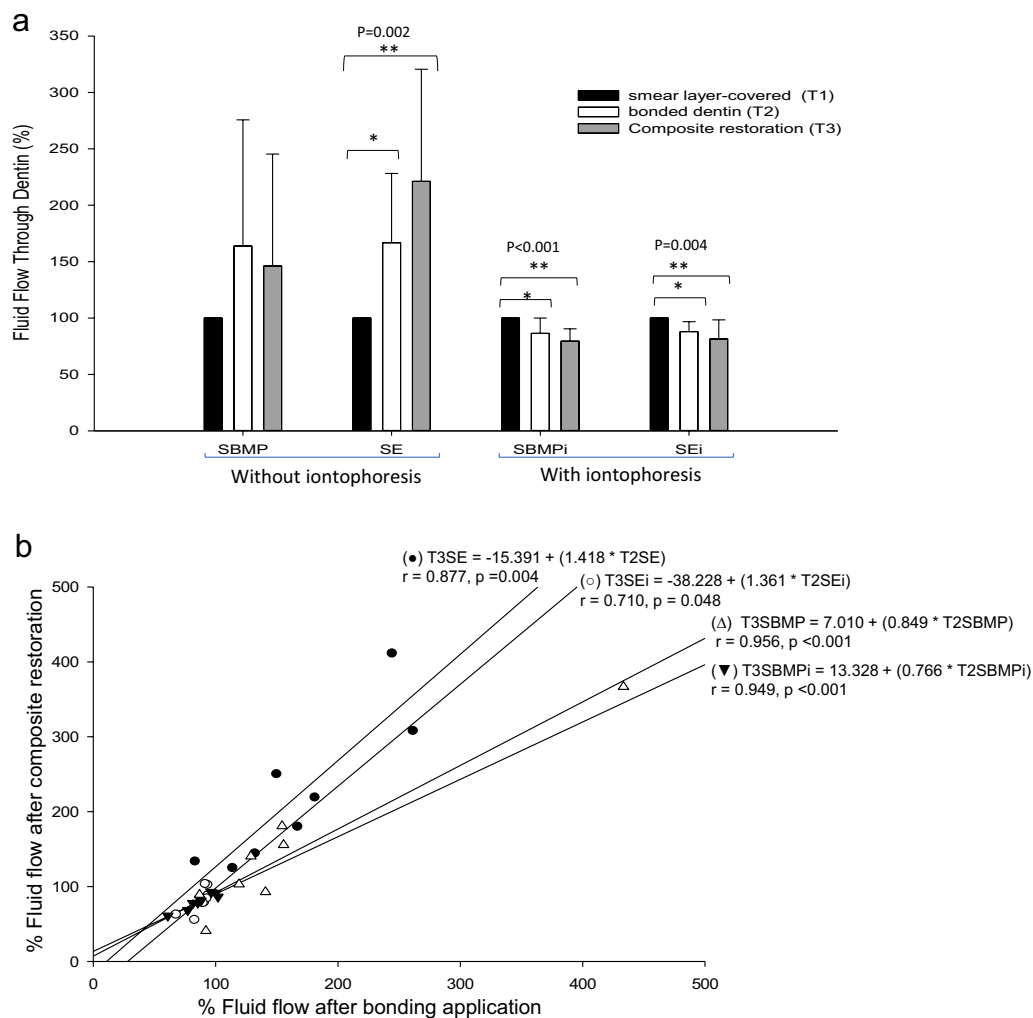 a
350
300
250
200
150
100
50
0
Fluid Flow Through Dentin (%)
P=0.002
**
*
smear layer-covered (T1)
bonded dentin (T2)
Composite restoration (T3)
P<0.001
**
*
P=0.004
**
*
SBMP
SE
SBMPi
SEi
Without iontophoresis
With iontophoresis
b
(●) T3SE = -15.391 + (1.418 * T2SE)
r = 0.877, p =0.004
(○) T3SEi = -38.228 + (1.361 * T2SEi)
r = 0.710, p = 0.048
(Δ) T3SBMP = 7.010 + (0.849 * T2SBMP)
r = 0.956, p <0.001
(▼) T3SBMPi = 13.328 + (0.766 * T2SBMPi)
r = 0.949, p <0.001
500
400
300
200
100
0
% Fluid flow after composite restoration
0
100
200
300
400
500
% Fluid flow after bonding application